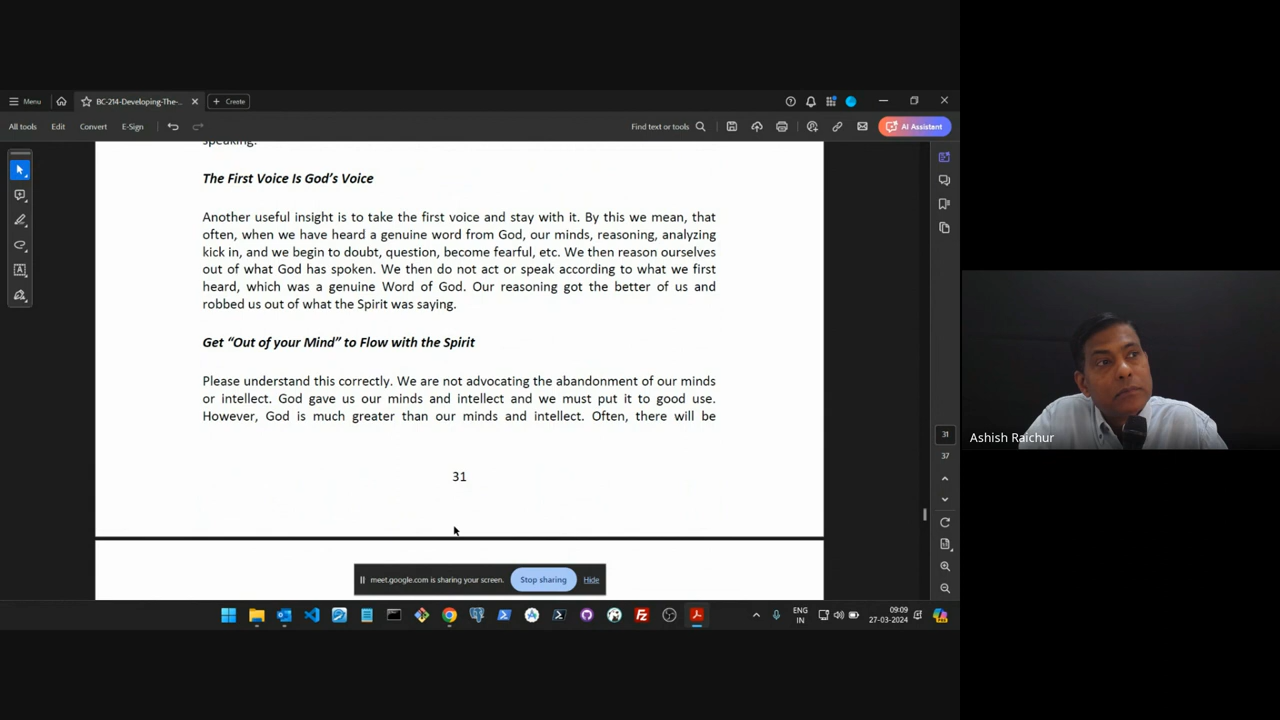 Menu
BC-214-Developing-The-...
Create
All tools
Edit
Convert
E-Sign
Find text or tools
AI Assistant
speaking.
The First Voice Is God's Voice
Another useful insight is to take the first voice and stay with it. By this we mean, that
often, when we have heard a genuine word from God, our minds, reasoning, analyzing
kick in, and we begin to doubt, question, become fearful, etc. We then reason ourselves
out of what God has spoken. We then do not act or speak according to what we first
heard, which was a genuine Word of God. Our reasoning got the better of us and
robbed us out of what the Spirit was saying.
Get “Out of your Mind” to Flow with the Spirit
Please understand this correctly. We are not advocating the abandonment of our minds
or intellect. God gave us our minds and intellect and we must put it to good use.
However, God is much greater than our minds and intellect. Often, there will be
31
31
37
meet.google.com is sharing your screen.
Stop sharing
Hide
ENG
IN
09:09
27-03-2024
Ashish Raichur